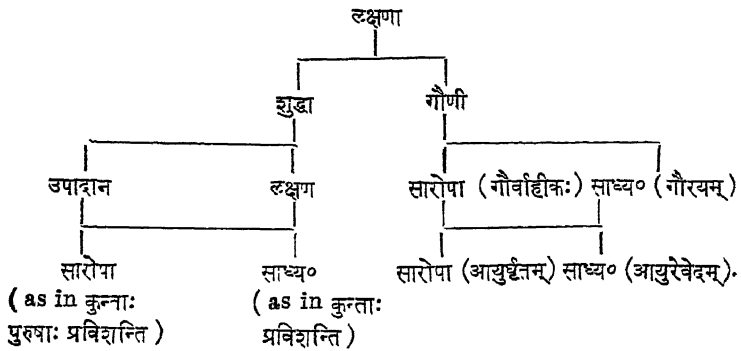 लक्षणा
शुद्धा गौणी
उपादान लक्षण सारोपा (गौर्वाहीकः) साध्य० (गौरयम्)
सारोपा साध्य० सारोपा (आयुर्घृतम्) साध्य० (आयुरेवेदम्).
( as in कुन्ताः ( as in कुन्ताः
पुरुषाः प्रविशन्ति ) प्रविशन्ति )